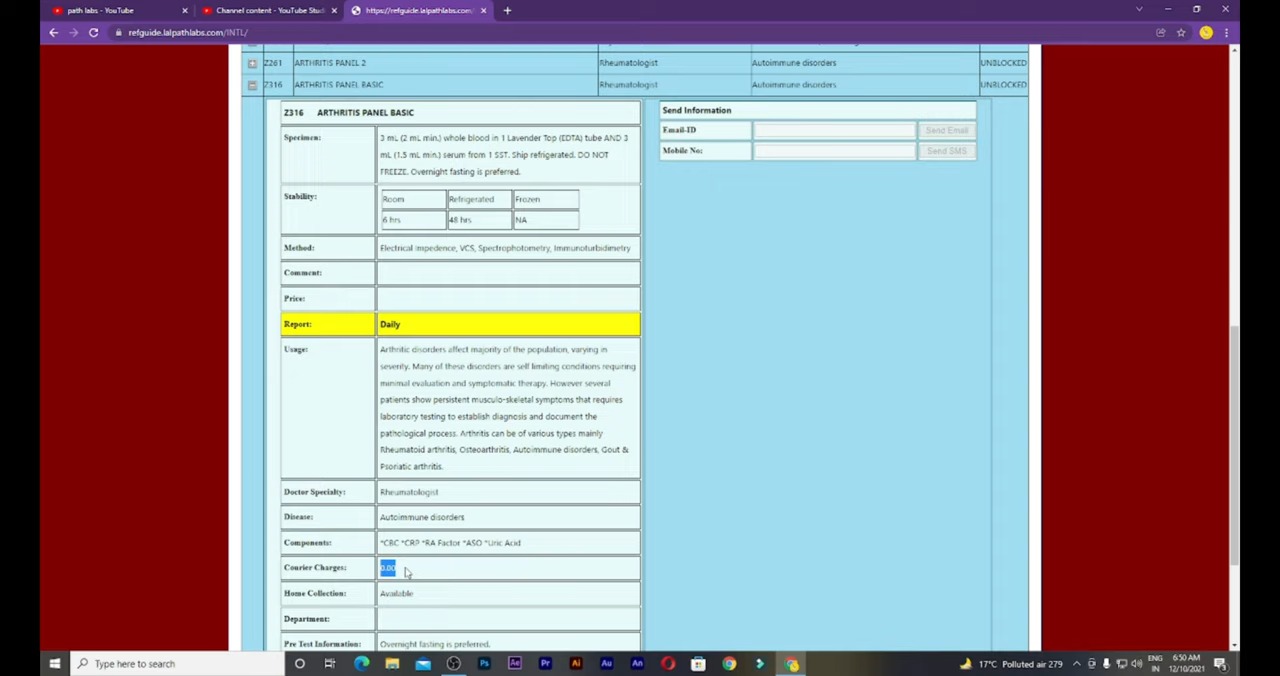 path labs - YouTube
Channel content - YouTube Studi
https://refguide.lalpathlabs.com/
refguide.lalpathlabs.com/INTL/
Z261 ARTHRITIS PANEL 2 Rheumatologist Autoimmune disorders UNBLOCKED
Z316 ARTHRITIS PANEL BASIC Rheumatologist Autoimmune disorders UNBLOCKED
Z316 ARTHRITIS PANEL BASIC
Specimen: 3 mL (2 mL min.) whole blood in 1 Lavender Top (EDTA) tube AND 3
mL (1.5 mL min.) serum from 1 SST. Ship refrigerated. DO NOT
FREEZE. Overnight fasting is preferred.
Stability: Room Refrigerated Frozen
6 hrs 48 hrs NA
Method: Electrical impedence, VCS, Spectrophotometry, Immunoturbidimetry
Comment:
Price:
Report: Daily
Usage: Arthritic disorders affect majority of the population, varying in
severity. Many of these disorders are self limiting conditions requiring
minimal evaluation and symptomatic therapy. However several
patients show persistent musculo-skeletal symptoms that requires
laboratory testing to establish diagnosis and document the
pathological process. Arthritis can be of various types mainly
Rheumatoid arthritis, Osteoarthritis, Autoimmune disorders, Gout &
Psoriatic arthritis.
Doctor Specialty: Rheumatologist
Disease: Autoimmune disorders
Components: *CBC *CRP *RA Factor *ASO *Uric Acid
Courier Charges: 0.00
Home Collection: Available
Department:
Pre Test Information: Overnight fasting is preferred.
Send Information
Email-ID Send Email
Mobile No: Send SMS
Type here to search
17°C Polluted air 279
ENG
IN
6:50 AM
12/10/2021